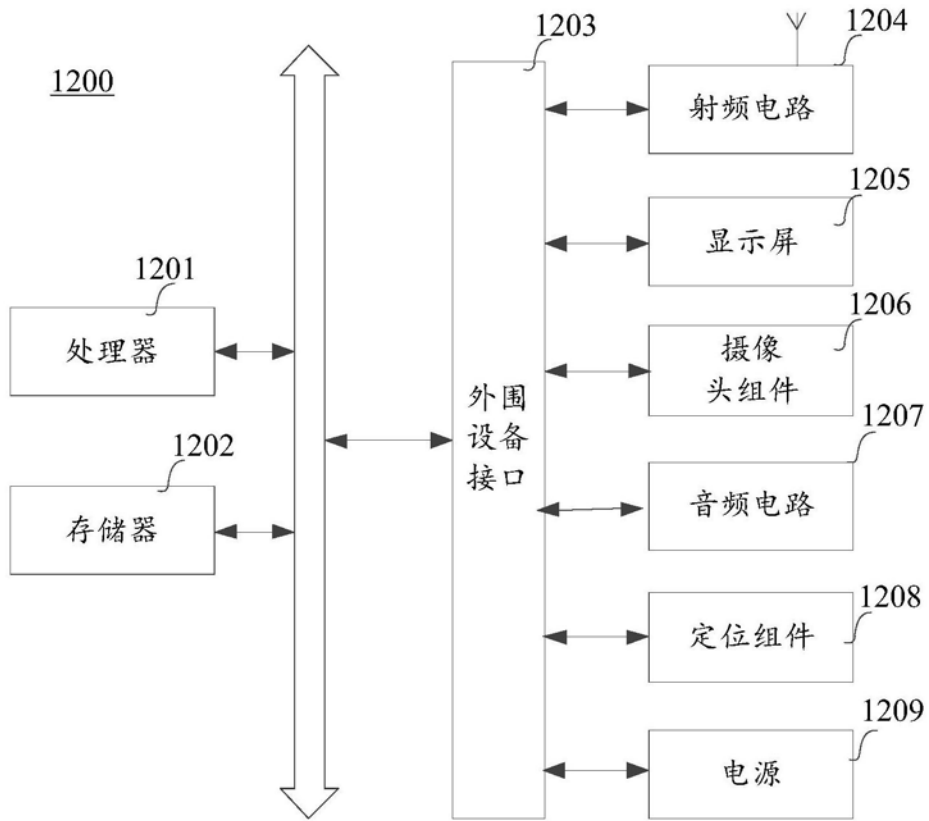 1200
1201
处理器
1202
存储器
1203
外围
设备
接口
1204
射频电路
1205
显示屏
1206
摄像
头组件
1207
音频电路
1208
定位组件
1209
电源